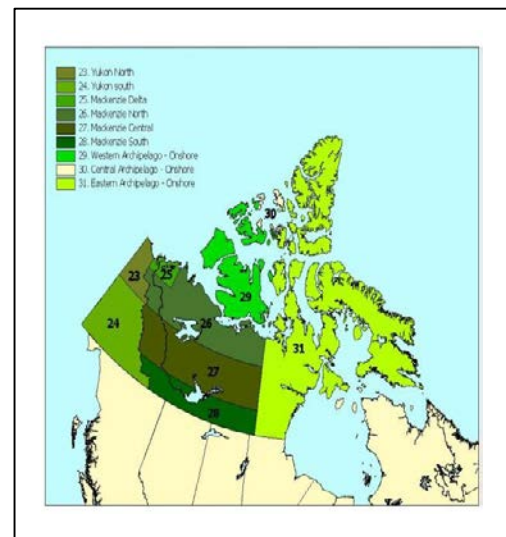 23. Yukon North
24. Yukon south
25. Mackenzie Delta
26. Mackenzie North
27. Mackenzie Central
28. Mackenzie South
29. Western Archipelago - Onshore
30. Central Archipelago - Onshore
31. Eastern Archipelago - Onshore
30
23
25
29
24
26
31
27
28